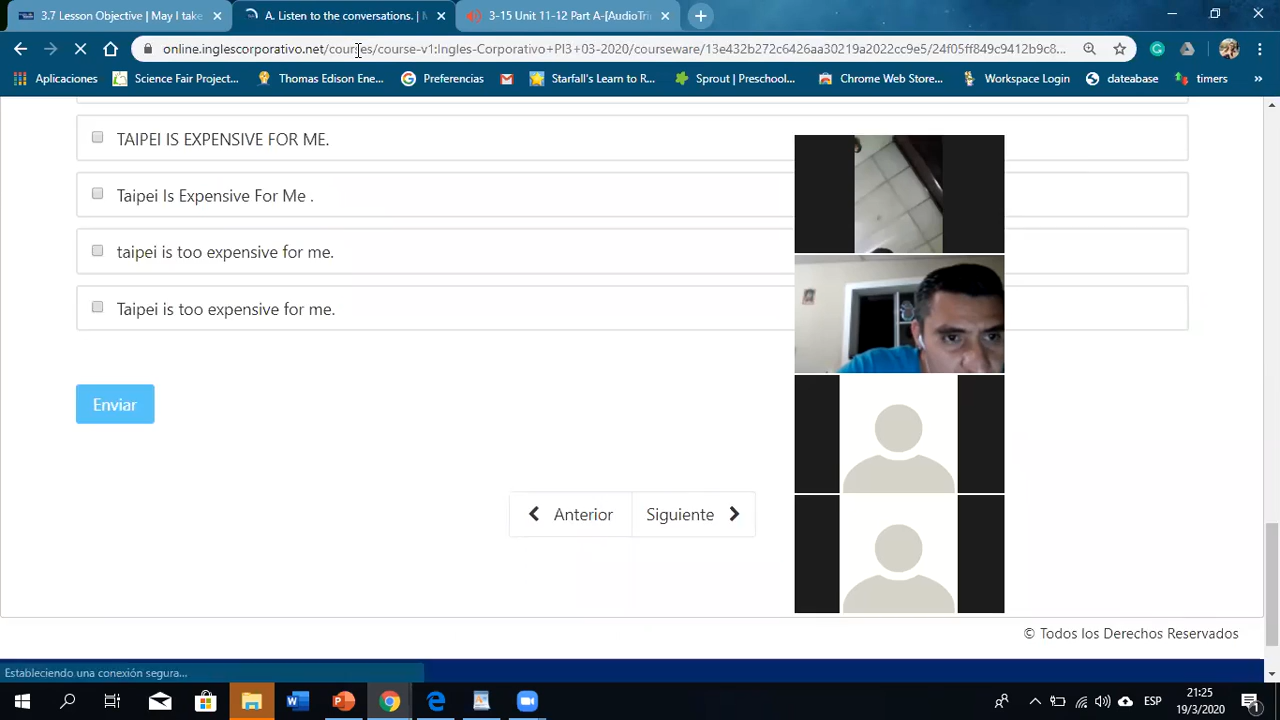 3.7 Lesson Objective | May I take
A. Listen to the conversations. | M
3-15 Unit 11-12 Part A-[AudioTri
online.inglescorporativo.net/courses/course-v1:Ingles-Corporativo+PI3+03-2020/courseware/13e432b272c6426aa30219a2022cc9e5/24f05ff849c9412b9c8...
Aplicaciones
Science Fair Project...
Thomas Edison Ene...
Preferencias
Starfall's Learn to R...
Sprout | Preschool...
Chrome Web Store...
Workspace Login
dateabase
timers
»
TAIPEI IS EXPENSIVE FOR ME.
Taipei Is Expensive For Me .
taipei is too expensive for me.
Taipei is too expensive for me.
Enviar
Anterior
Siguiente
© Todos los Derechos Reservados
Estableciendo una conexión segura...
ESP
21:25
19/3/2020